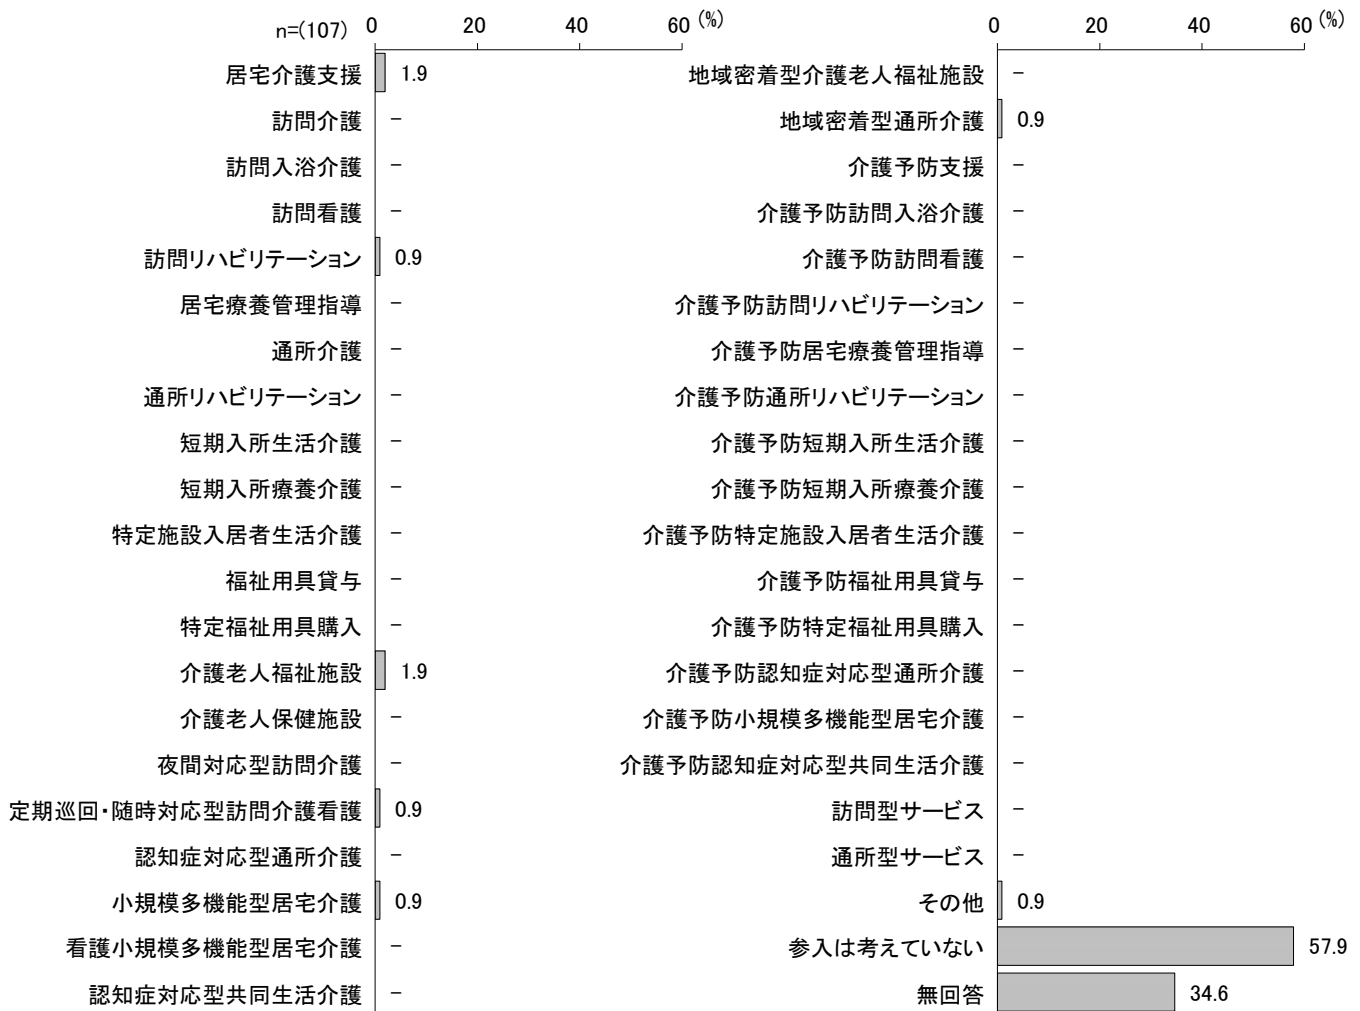 n=(107)
0 20 40 60 (%)
居宅介護支援 1.9
訪問介護 -
訪問入浴介護 -
訪問看護 -
訪問リハビリテーション 0.9
居宅療養管理指導 -
通所介護 -
通所リハビリテーション -
短期入所生活介護 -
短期入所療養介護 -
特定施設入居者生活介護 -
福祉用具貸与 -
特定福祉用具購入 -
介護老人福祉施設 1.9
介護老人保健施設 -
夜間対応型訪問介護 -
定期巡回・随時対応型訪問介護看護 0.9
認知症対応型通所介護 -
小規模多機能型居宅介護 0.9
看護小規模多機能型居宅介護 -
認知症対応型共同生活介護 -
0 20 40 60 (%)
地域密着型介護老人福祉施設 -
地域密着型通所介護 0.9
介護予防支援 -
介護予防訪問入浴介護 -
介護予防訪問看護 -
介護予防訪問リハビリテーション -
介護予防居宅療養管理指導 -
介護予防通所リハビリテーション -
介護予防短期入所生活介護 -
介護予防短期入所療養介護 -
介護予防特定施設入居者生活介護 -
介護予防福祉用具貸与 -
介護予防特定福祉用具購入 -
介護予防認知症対応型通所介護 -
介護予防小規模多機能型居宅介護 -
介護予防認知症対応型共同生活介護 -
訪問型サービス -
通所型サービス -
その他 0.9
参入は考えていない 57.9
無回答 34.6